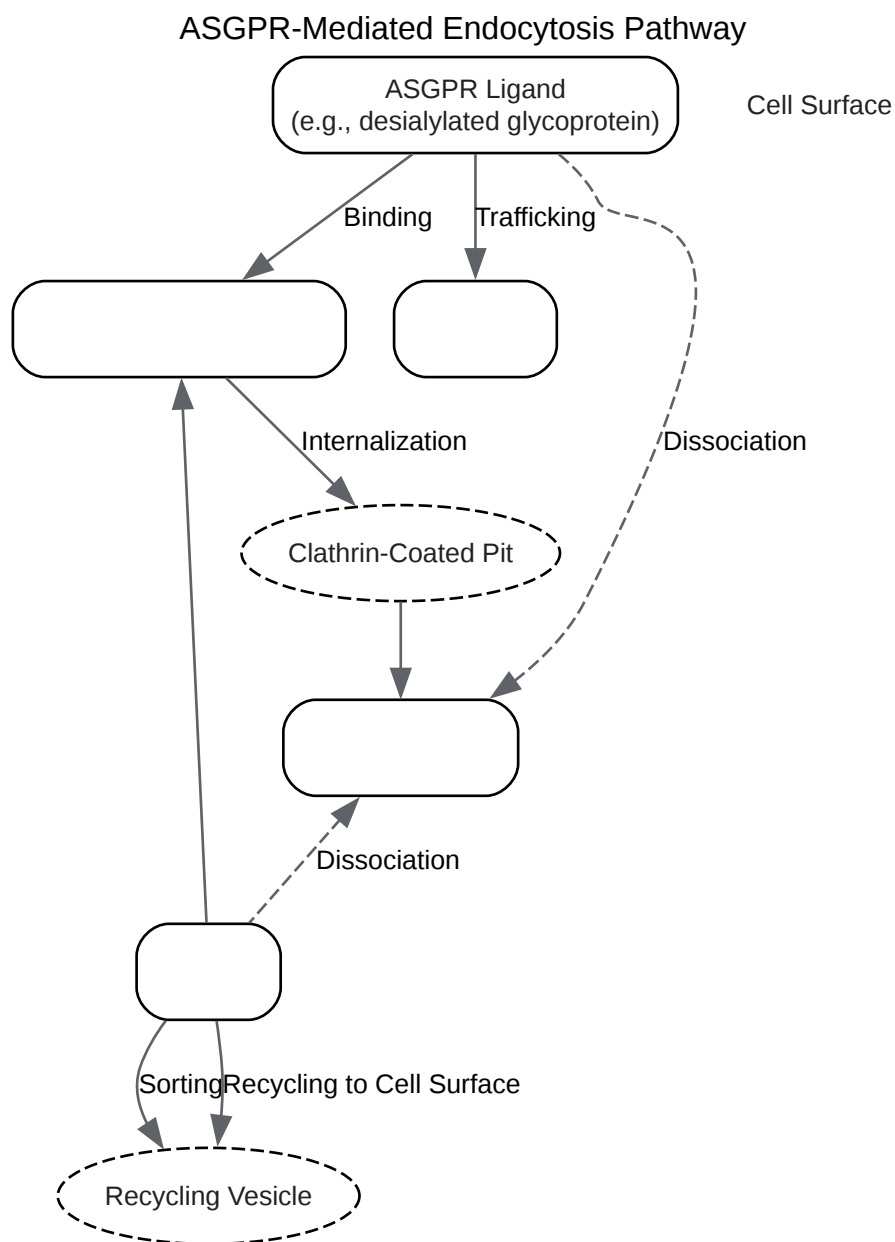 ASGPR-Mediated Endocytosis Pathway
ASGPR Ligand
(e.g., desialylated glycoprotein)
Cell Surface
Binding
Trafficking
Internalization
Dissociation
Clathrin-Coated Pit
Dissociation
Sorting
Recycling to Cell Surface
Recycling Vesicle